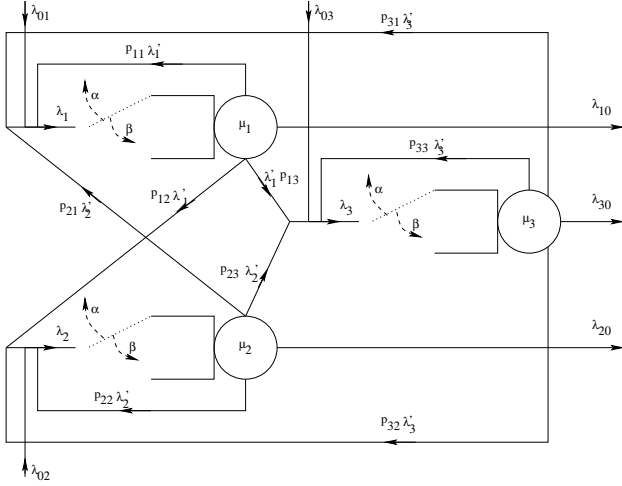 λ01
λ03
p31 λ3'
p11 λ1'
α
λ1
β
μ1
λ10
p33 λ3'
λ1' p13
p12 λ1'
p21 λ2'
α
λ3
β
μ3
λ30
p23 λ2'
α
λ2
β
μ2
λ20
p22 λ2'
p32 λ3'
λ02